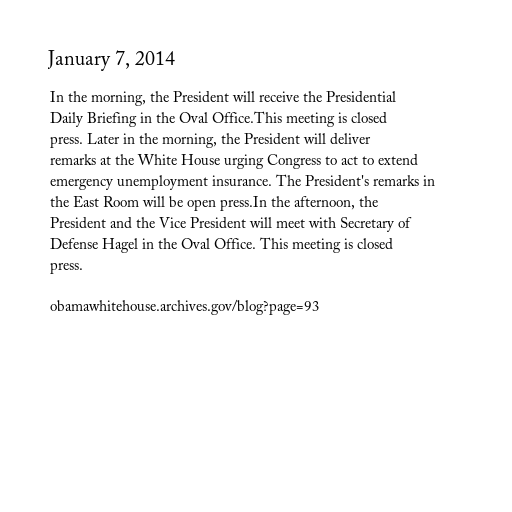 January 7, 2014
In the morning, the President will receive the Presidential
Daily Briefing in the Oval Office.This meeting is closed
press. Later in the morning, the President will deliver
remarks at the White House urging Congress to act to extend
emergency unemployment insurance. The President's remarks in
the East Room will be open press.In the afternoon, the
President and the Vice President will meet with Secretary of
Defense Hagel in the Oval Office. This meeting is closed
press.
obamawhitehouse.archives.gov/blog?page=93